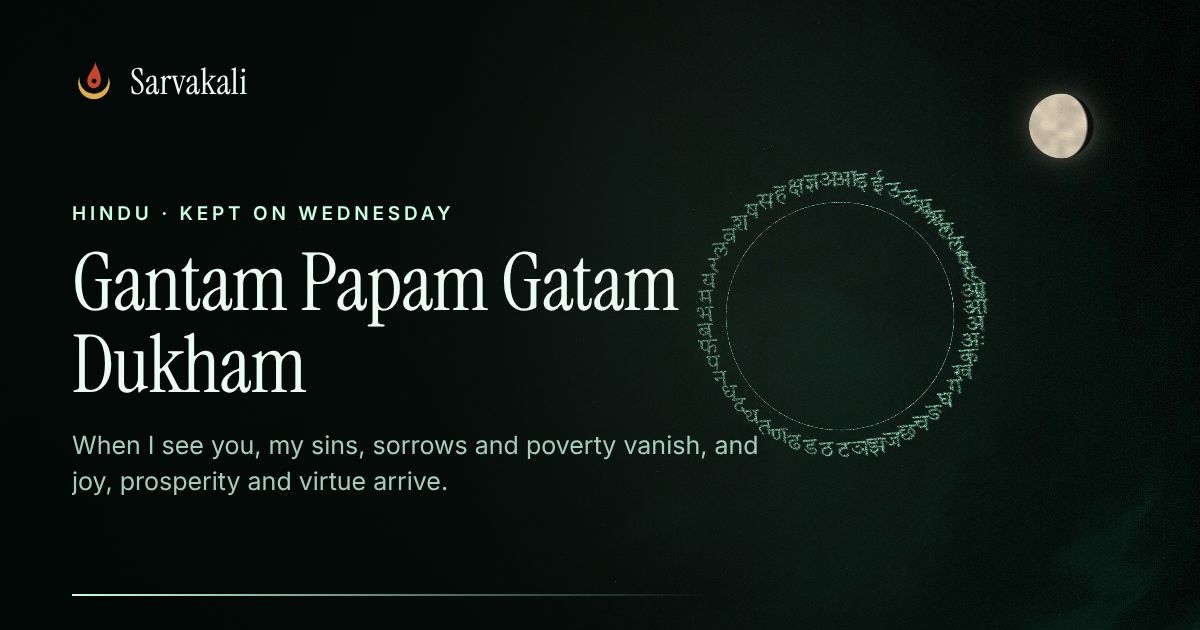 Sarvakali
HINDU · KEPT ON WEDNESDAY
Gantam Papam Gatam
Dukham
When I see you, my sins, sorrows and poverty vanish, and
joy, prosperity and virtue arrive.